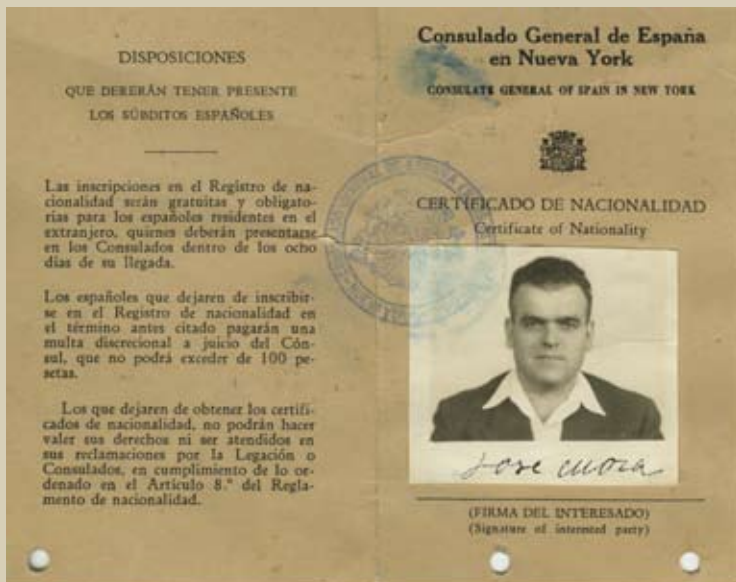 DISPOSICIONES
QUE DEBERÁN TENER PRESENTE
LOS SÚBDITOS ESPAÑOLES
Las inscripciones en el Registro de na-
cionalidad serán gratuitas y obligato-
rias para los españoles residentes en el
extranjero, quienes deberán presentarse
en los Consulados dentro de los ocho
días de su llegada.
Los españoles que dejaren de inscribir-
se en el Registro de nacionalidad en
el término antes citado pagarán una
multa discrecional a juicio del Cón-
sul, que no podrá exceder de 100 pe-
setas.
Los que dejaren de obtener los certifi-
cados de nacionalidad, no podrán hacer
valer sus derechos ni ser atendidos en
sus reclamaciones por la Legación o
Consulados, en cumplimiento de lo or-
denado en el Artículo 8.º del Regla-
mento de nacionalidad.
Consulado General de España
en Nueva York
CONSULATE GENERAL OF SPAIN IN NEW YORK
CERTIFICADO DE NACIONALIDAD
Certificate of Nationality
Jose Mora
(FIRMA DEL INTERESADO)
(Signature of interested party)